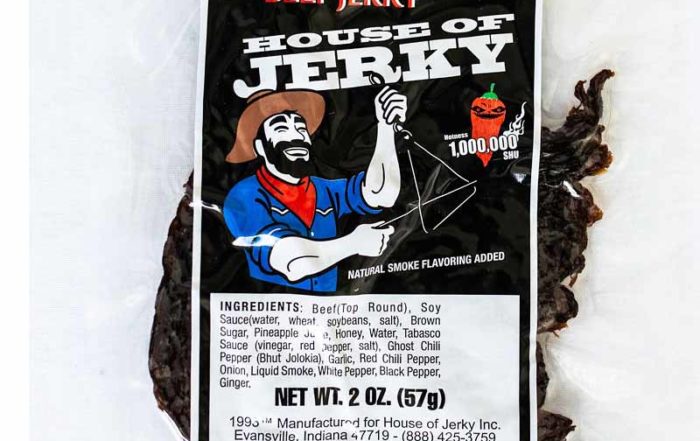 BEEF JERKY
HOUSE OF
JERKY
Hotness
1,000,000
SHU
NATURAL SMOKE FLAVORING ADDED
INGREDIENTS: Beef(Top Round), Soy
Sauce(water, wheat, soybeans, salt), Brown
Sugar, Pineapple Honey, Water, Tabasco
Sauce (vinegar, red pepper, salt), Ghost Chili
Pepper (Bhut Jolokia), Garlic, Red Chili Pepper,
Onion, Liquid Smoke, White Pepper, Black Pepper,
Ginger.
NET WT. 2 OZ. (57g)
1993™ Manufactured for House of Jerky Inc.
Evansville, Indiana 47719 - (888) 425-3759